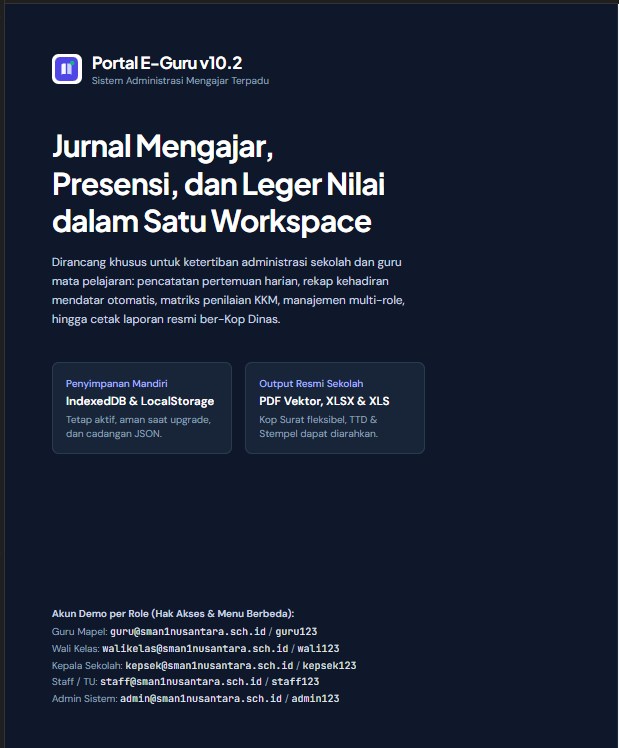 Portal E-Guru v10.2
Sistem Administrasi Mengajar Terpadu
Jurnal Mengajar,
Presensi, dan Leger Nilai
dalam Satu Workspace
Dirancang khusus untuk ketertiban administrasi sekolah dan guru
mata pelajaran: pencatatan pertemuan harian, rekap kehadiran
mendatar otomatis, matriks penilaian KKM, manajemen multi-role,
hingga cetak laporan resmi ber-Kop Dinas.
Penyimpanan Mandiri
IndexedDB & LocalStorage
Tetap aktif, aman saat upgrade,
dan cadangan JSON.
Output Resmi Sekolah
PDF Vektor, XLSX & XLS
Kop Surat fleksibel, TTD &
Stempel dapat diarahkan.
Akun Demo per Role (Hak Akses & Menu Berbeda):
Guru Mapel: guru@sman1nusantara.sch.id / guru123
Wali Kelas: walikelas@sman1nusantara.sch.id / wali123
Kepala Sekolah: kepsek@sman1nusantara.sch.id / kepsek123
Staff / TU: staff@sman1nusantara.sch.id / staff123
Admin Sistem: admin@sman1nusantara.sch.id / admin123